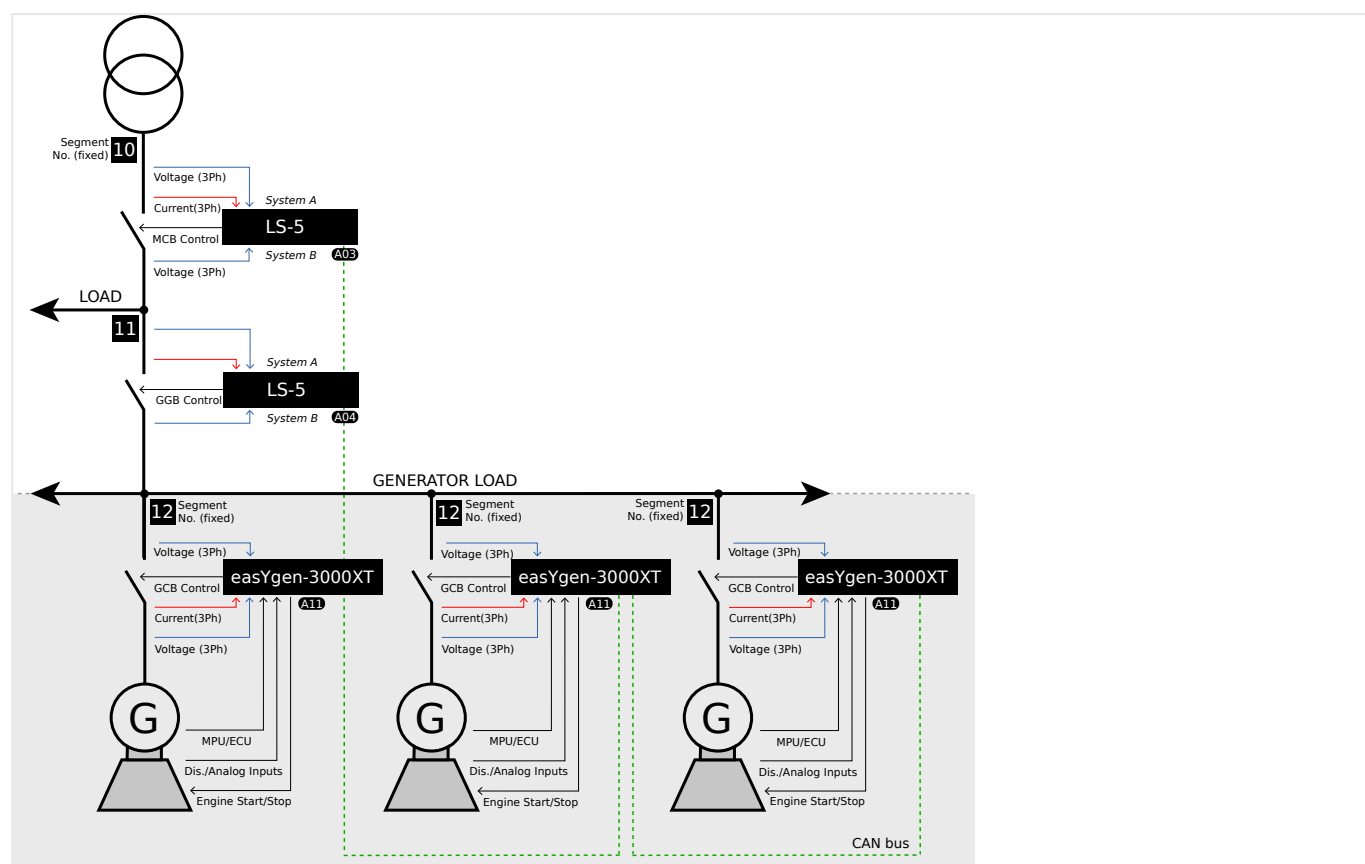 Segment
No. (fixed)
10
Voltage (3Ph)
System A
Current(3Ph)
LS-5
MCB Control
System B
A03
Voltage (3Ph)
LOAD
11
System A
LS-5
GGB Control
System B
A04
GENERATOR LOAD
12
Segment
No. (fixed)
12
Segment
No. (fixed)
Segment
No. (fixed)
12
Voltage (3Ph)
Voltage (3Ph)
Voltage (3Ph)
easYgen-3000XT
easYgen-3000XT
easYgen-3000XT
GCB Control
GCB Control
GCB Control
A11
A11
A11
Current(3Ph)
Current(3Ph)
Current(3Ph)
Voltage (3Ph)
Voltage (3Ph)
Voltage (3Ph)
G
G
G
MPU/ECU
MPU/ECU
MPU/ECU
Dis./Analog Inputs
Dis./Analog Inputs
Dis./Analog Inputs
Engine Start/Stop
Engine Start/Stop
Engine Start/Stop
CAN bus